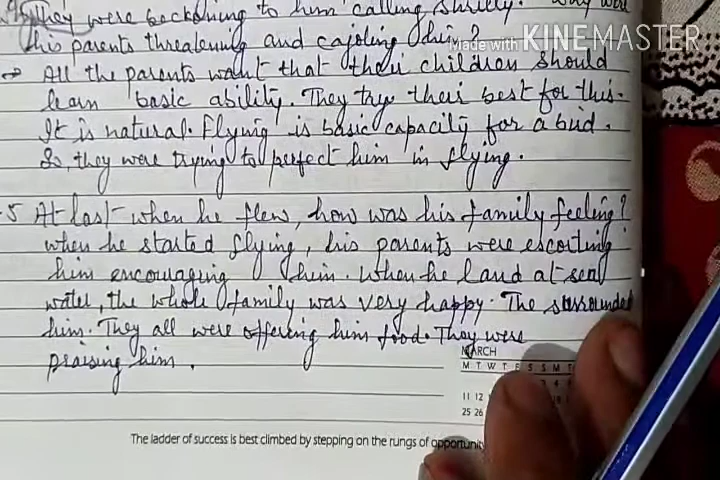 They were beckoning to him calling shrilly. Why were
his parents threatening and cajoling him?
Made with KINEMASTER
→ All the parents want that their children should
learn basic ability. They try their best for this.
It is natural. Flying is basic capacity for a bird.
So, they were trying to perfect him in flying.
5 At last when he flew, how was his family feeling?
when he started flying, his parents were escorting
him encouraging him. When he land at sea
water, the whole family was very happy. The surrounded
him. They all were offering him food. They were
praising him.
MARCH
M T W T F S S M T
11 12
25 26
The ladder of success is best climbed by stepping on the rungs of opportunity